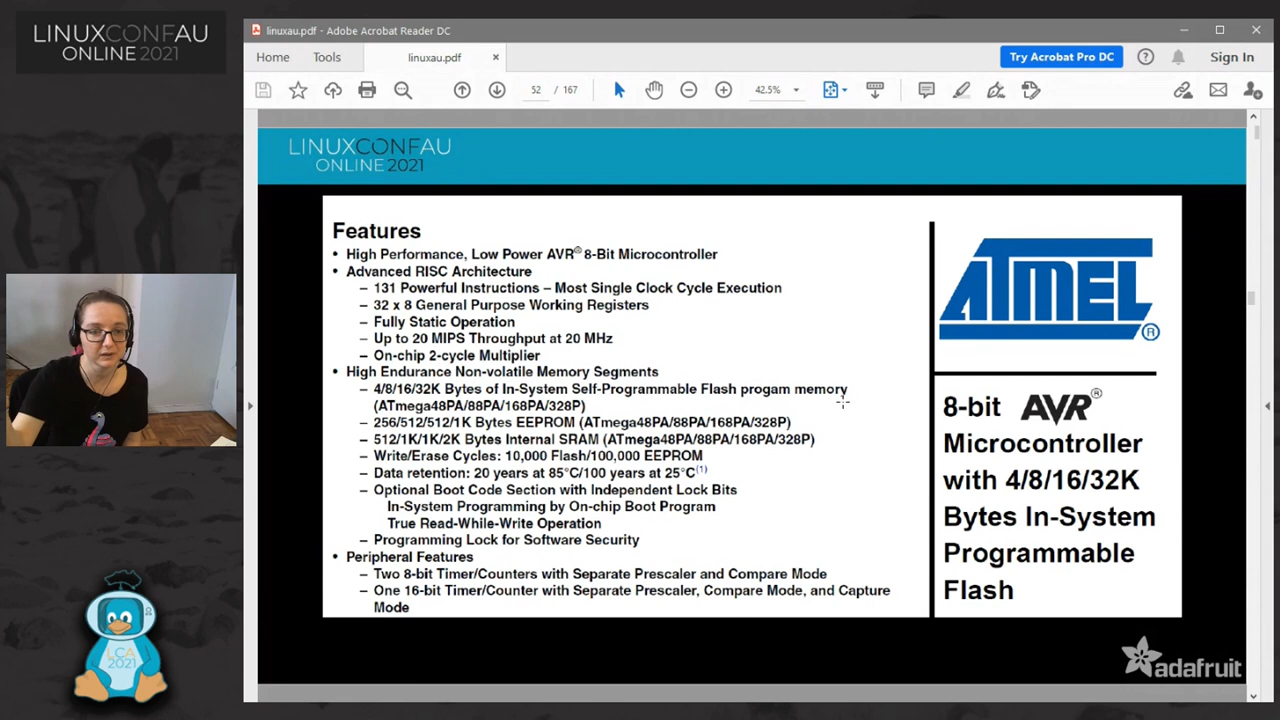 LINUXCONFAU
ONLINE 2021
linuxau.pdf - Adobe Acrobat Reader DC
Home
Tools
linuxau.pdf
×
Try Acrobat Pro DC
Sign In
52 / 167
42.5%
LINUXCONFAU
ONLINE 2021
Features
• High Performance, Low Power AVR® 8-Bit Microcontroller
• Advanced RISC Architecture
– 131 Powerful Instructions – Most Single Clock Cycle Execution
– 32 x 8 General Purpose Working Registers
– Fully Static Operation
– Up to 20 MIPS Throughput at 20 MHz
– On-chip 2-cycle Multiplier
• High Endurance Non-volatile Memory Segments
– 4/8/16/32K Bytes of In-System Self-Programmable Flash progam memory
(ATmega48PA/88PA/168PA/328P)
– 256/512/512/1K Bytes EEPROM (ATmega48PA/88PA/168PA/328P)
– 512/1K/1K/2K Bytes Internal SRAM (ATmega48PA/88PA/168PA/328P)
– Write/Erase Cycles: 10,000 Flash/100,000 EEPROM
– Data retention: 20 years at 85°C/100 years at 25°C(1)
– Optional Boot Code Section with Independent Lock Bits
In-System Programming by On-chip Boot Program
True Read-While-Write Operation
– Programming Lock for Software Security
• Peripheral Features
– Two 8-bit Timer/Counters with Separate Prescaler and Compare Mode
– One 16-bit Timer/Counter with Separate Prescaler, Compare Mode, and Capture
Mode
ATMEL®
8-bit AVR®
Microcontroller
with 4/8/16/32K
Bytes In-System
Programmable
Flash
adafruit
LCA
2021